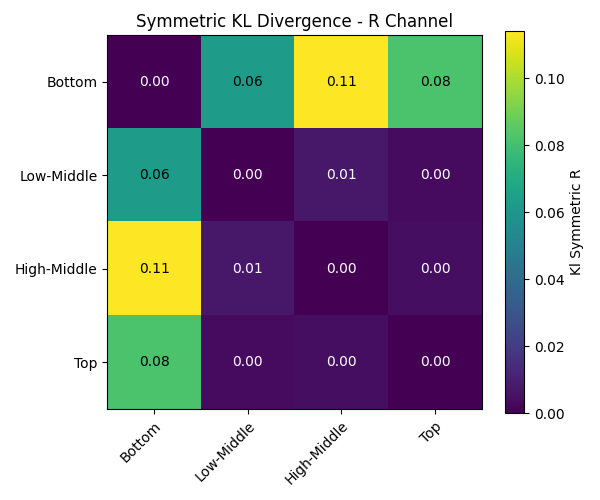 Symmetric KL Divergence - R Channel
Bottom 0.00 0.06 0.11 0.08
Low-Middle 0.06 0.00 0.01 0.00
High-Middle 0.11 0.01 0.00 0.00
Top 0.08 0.00 0.00 0.00
Bottom Low-Middle High-Middle Top
0.10
0.08
0.06
0.04
0.02
0.00
Kl Symmetric R